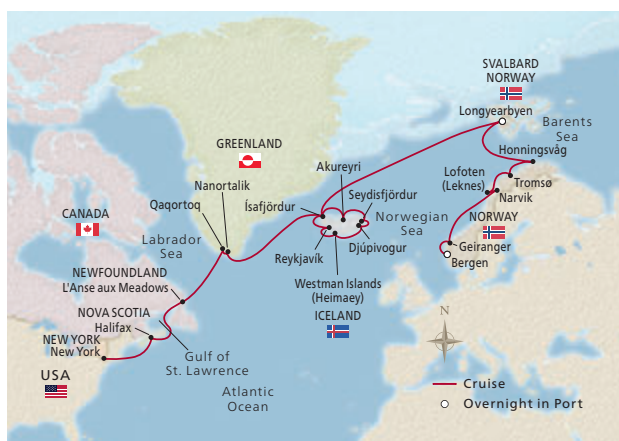 SVALBARD
NORWAY
Longyearbyen
Barents
Sea
Honningsvåg
GREENLAND
Akureyri
Tromsø
Lofoten
(Leknes)
Narvik
Nanortalik
Seydisfjördur
Qaqortoq
Ísafjördur
Norwegian
Sea
NORWAY
CANADA
Labrador
Sea
Djúpivogur
Reykjavík
Geiranger
Bergen
NEWFOUNDLAND
L'Anse aux Meadows
Westman Islands
(Heimaey)
ICELAND
NOVA SCOTIA
Halifax
N
NEW YORK
New York
Gulf of
St. Lawrence
USA
Atlantic
Ocean
Cruise
Overnight in Port